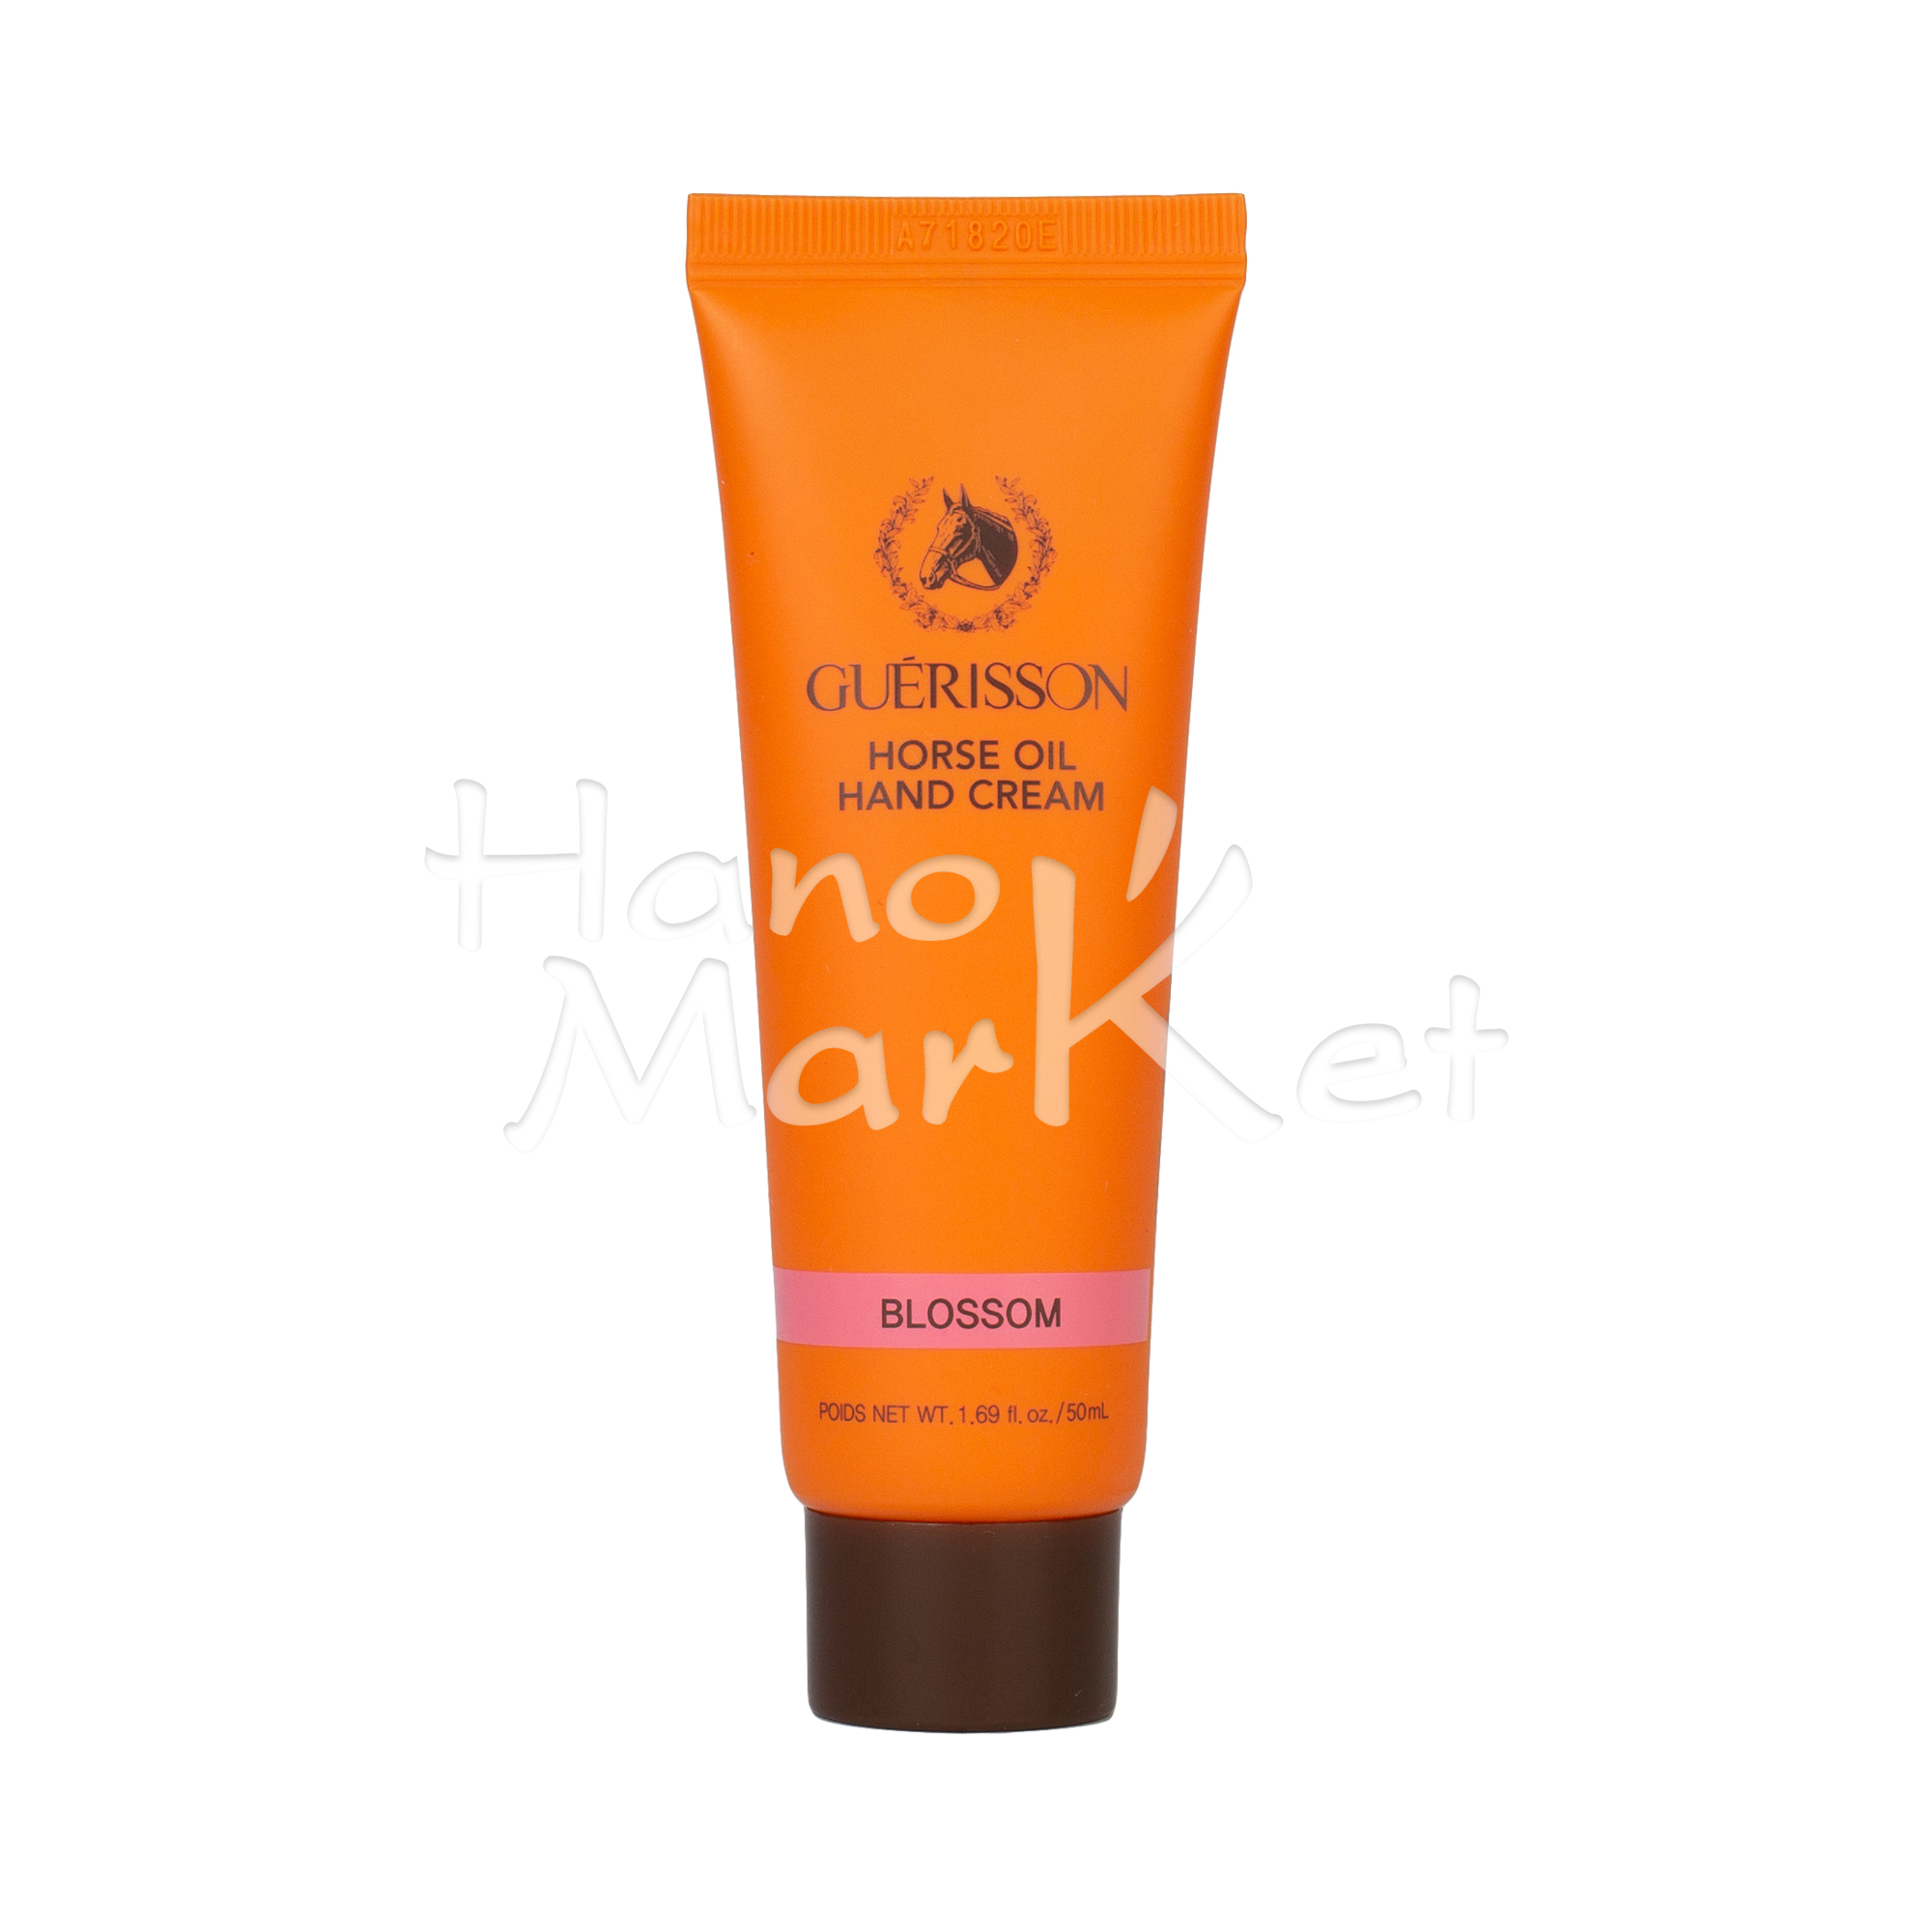 A71820E
GUÉRISSON
HORSE OIL
HAND CREAM
Hano K'
Market
BLOSSOM
POIDS NET WT. 1.69 fl. oz./50mL